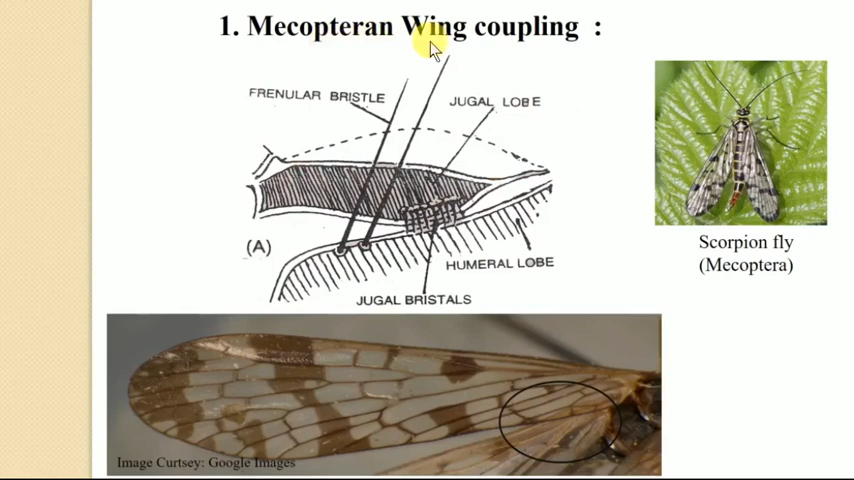 1. Mecopteran Wing coupling :
FRENULAR BRISTLE
JUGAL LOBE
(A)
HUMERAL LOBE
JUGAL BRISTALS
Scorpion fly
(Mecoptera)
Image Curtsey: Google Images